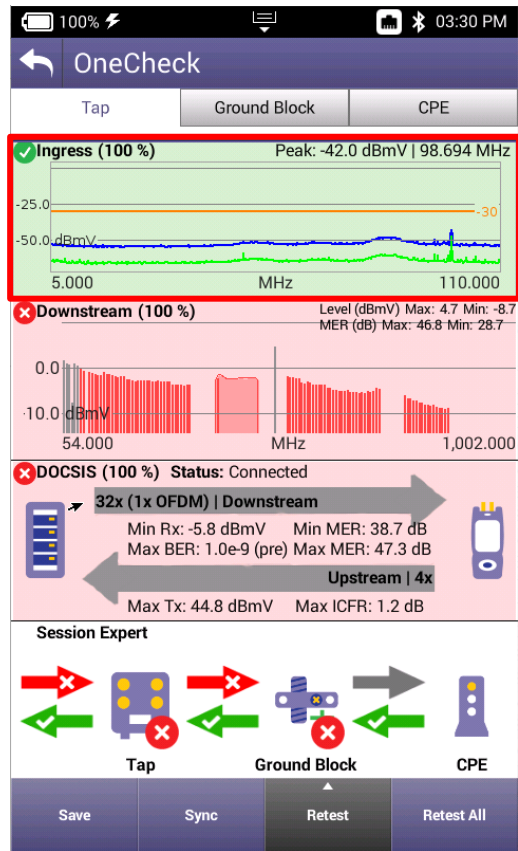 100% 03:30 PM
OneCheck
Tap Ground Block CPE
Ingress (100 %) Peak: -42.0 dBmV | 98.694 MHz
-25.0
-30
-50.0 dBmV
5.000 MHz 110.000
Downstream (100 %) Level (dBmV) Max: 4.7 Min: -8.7
MER (dB) Max: 46.8 Min: 28.7
0.0
-10.0 dBmV
54.000 MHz 1,002.000
DOCSIS (100 %) Status: Connected
32x (1x OFDM) | Downstream
Min Rx: -5.8 dBmV Min MER: 38.7 dB
Max BER: 1.0e-9 (pre) Max MER: 47.3 dB
Upstream | 4x
Max Tx: 44.8 dBmV Max ICFR: 1.2 dB
Session Expert
Tap Ground Block CPE
Save Sync Retest Retest All